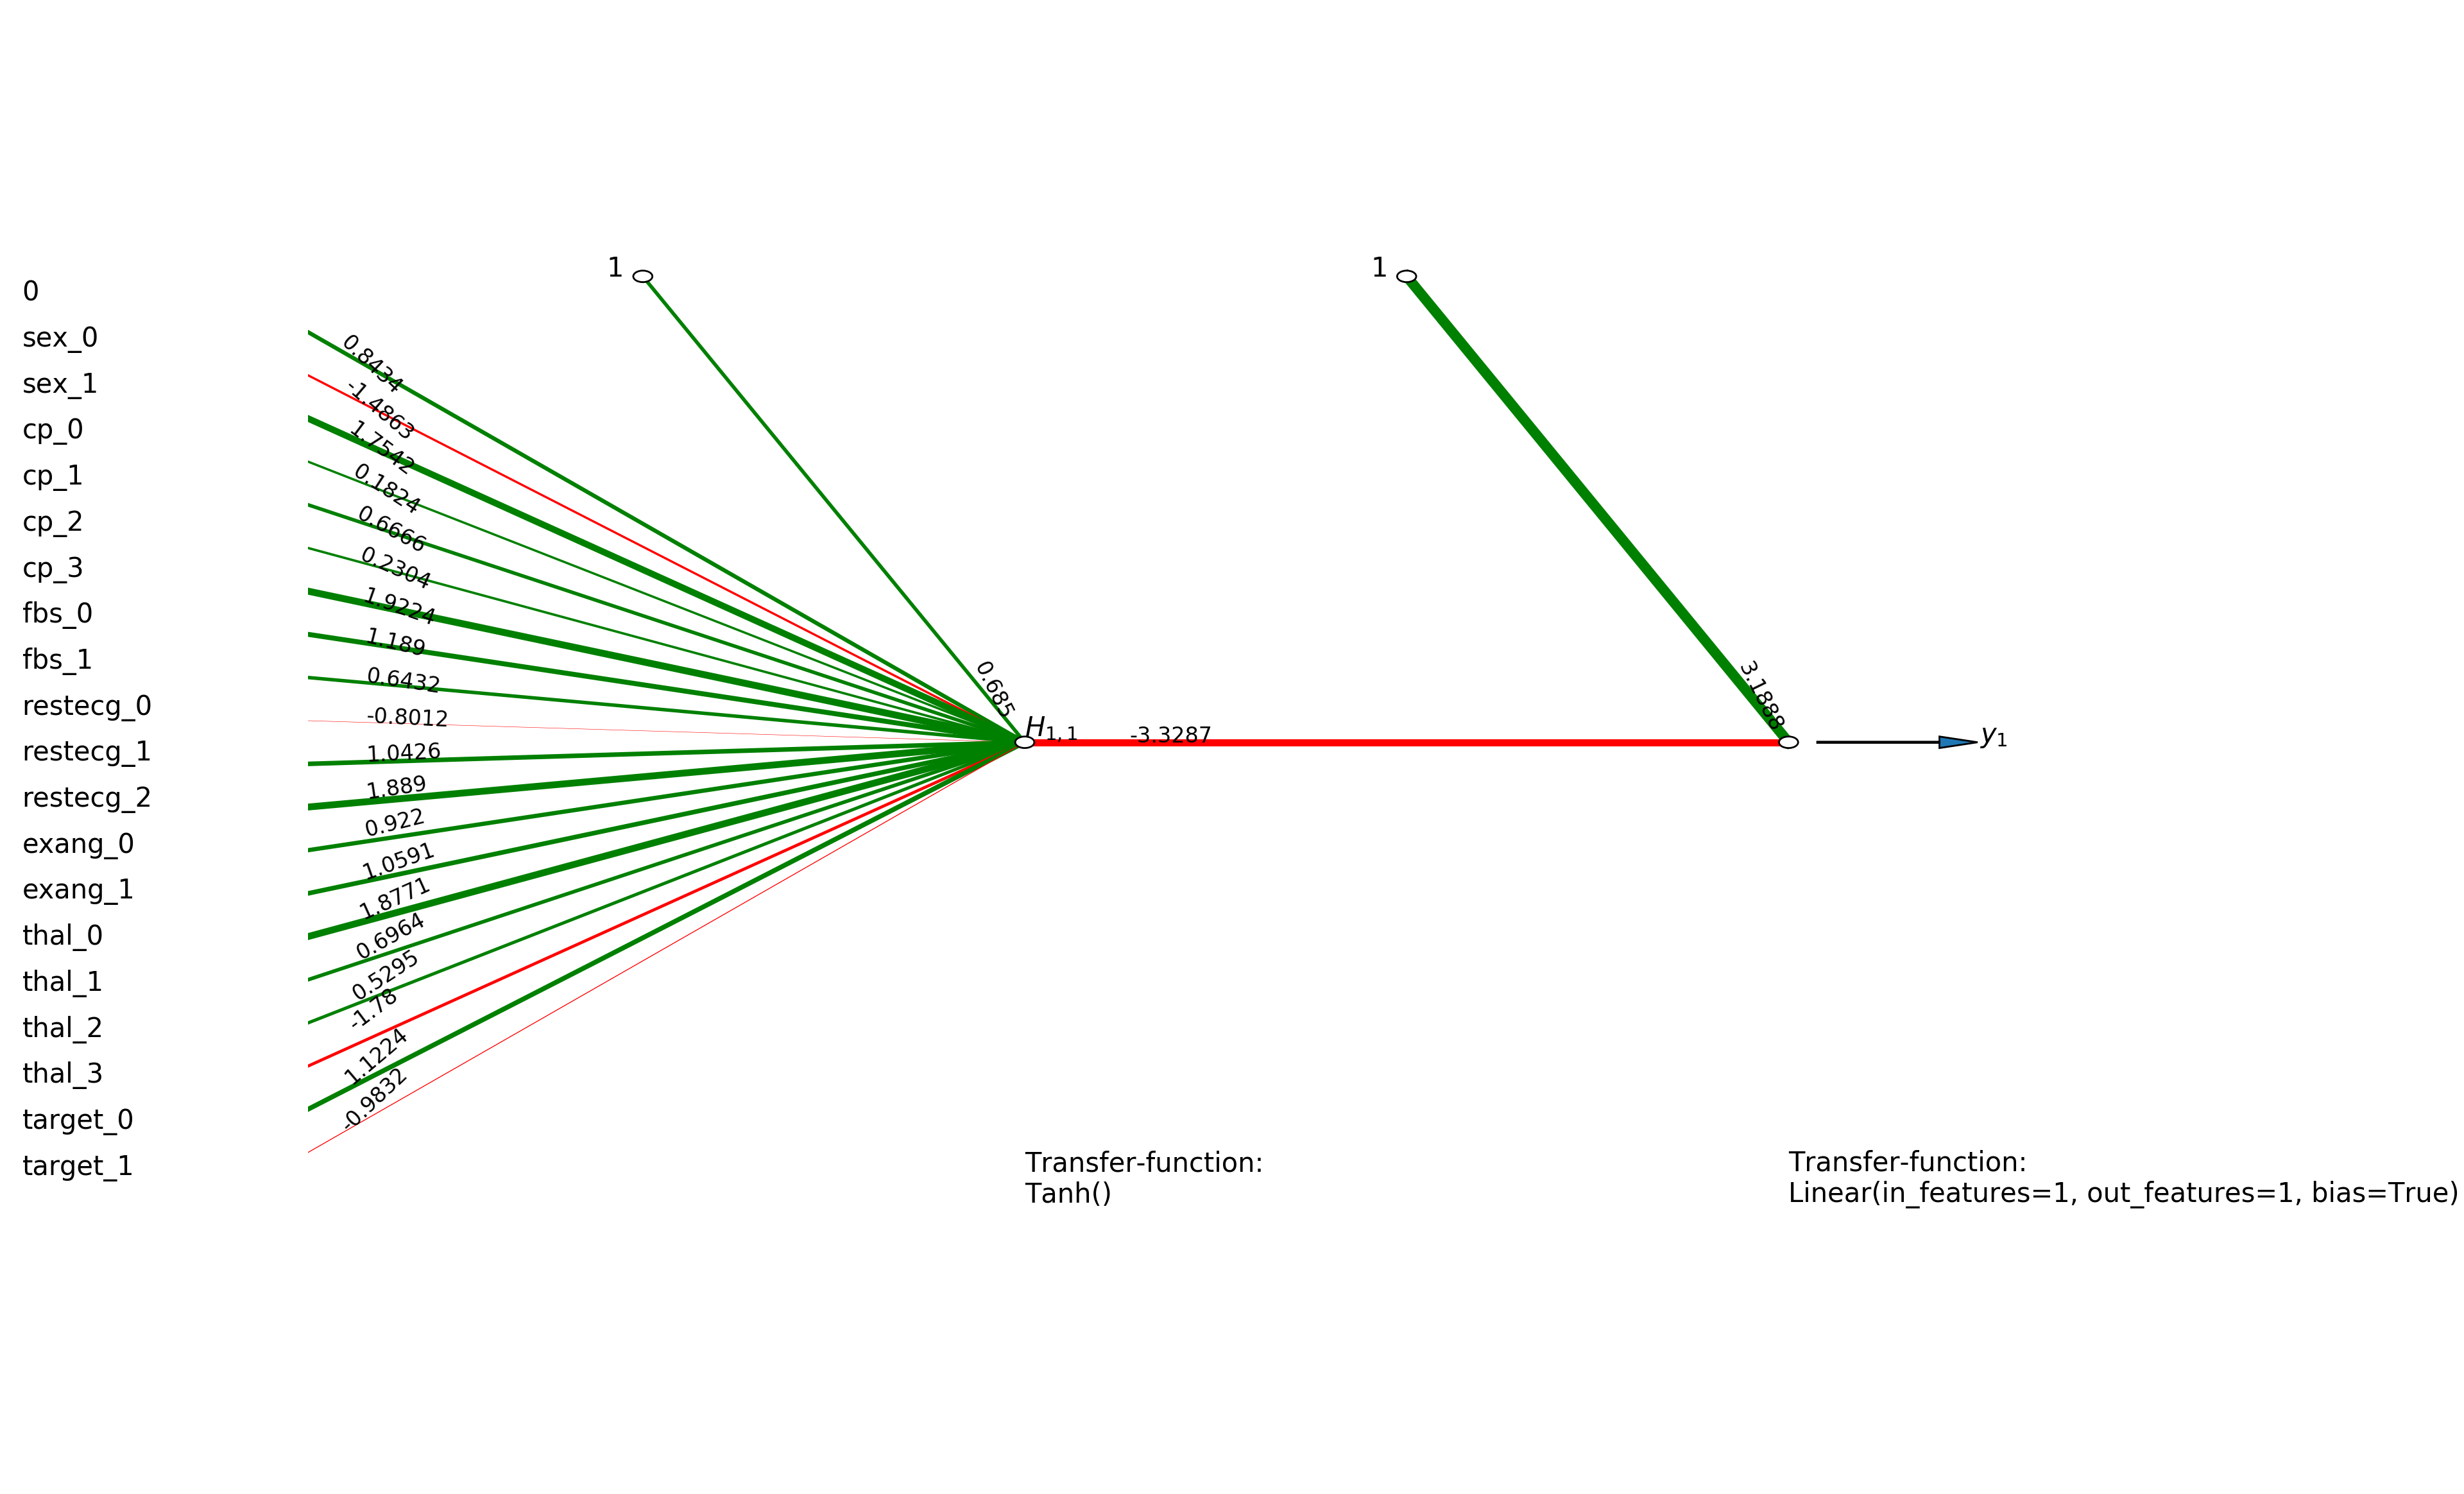 1
1
0
sex_0
sex_1
cp_0
cp_1
cp_2
cp_3
fbs_0
fbs_1
restecg_0
restecg_1
restecg_2
exang_0
exang_1
thal_0
thal_1
thal_2
thal_3
target_0
target_1
0.8434
-1.4863
1.7542
0.1824
0.6666
0.2304
1.9224
1.189
0.6432
-0.8012
1.0426
1.889
0.922
1.0591
1.8771
0.6964
0.5295
-1.78
1.1224
-0.9832
0.685
H1,1
-3.3287
3.1888
y1
Transfer-function:
Tanh()
Transfer-function:
Linear(in_features=1, out_features=1, bias=True)